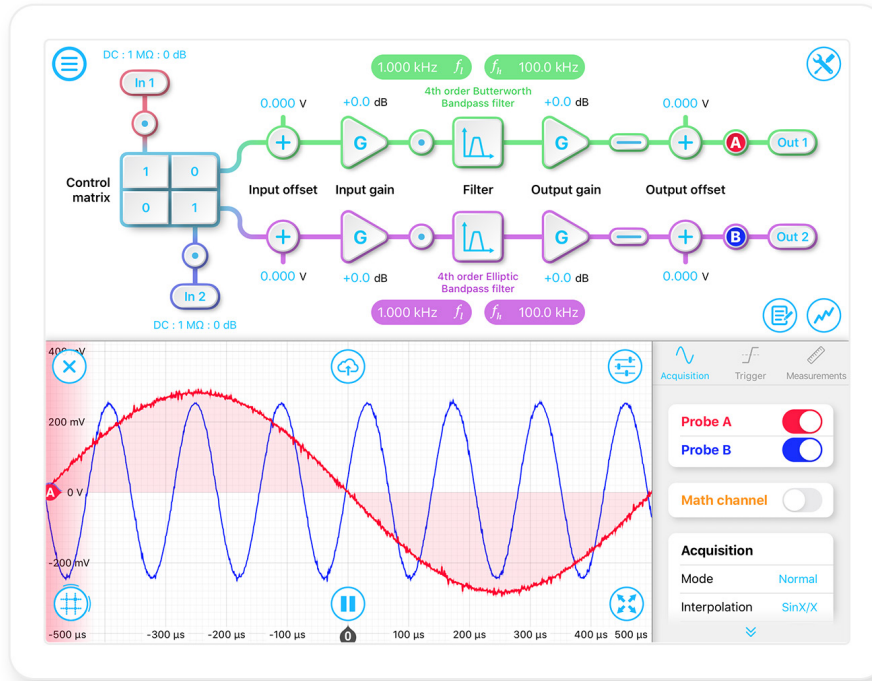 DC : 1 MΩ : 0 dB
In 1
1.000 kHz fl
fh 100.0 kHz
4th order Butterworth
Bandpass filter
0.000 V
+0.0 dB
+0.0 dB
0.000 V
G
G
A
Out 1
Control
matrix
1 0
0 1
Input offset
Input gain
Filter
Output gain
Output offset
G
G
B
Out 2
0.000 V
+0.0 dB
4th order Elliptic
Bandpass filter
+0.0 dB
0.000 V
In 2
DC : 1 MΩ : 0 dB
1.000 kHz fl
fh 100.0 kHz
400 mV
200 mV
A
0 V
-200 mV
-500 µs -300 µs -200 µs -100 µs 0 100 µs 200 µs 300 µs 400 µs 500 µs
Acquisition Trigger Measurements
Probe A
Probe B
Math channel
Acquisition
Mode Normal
Interpolation SinX/X